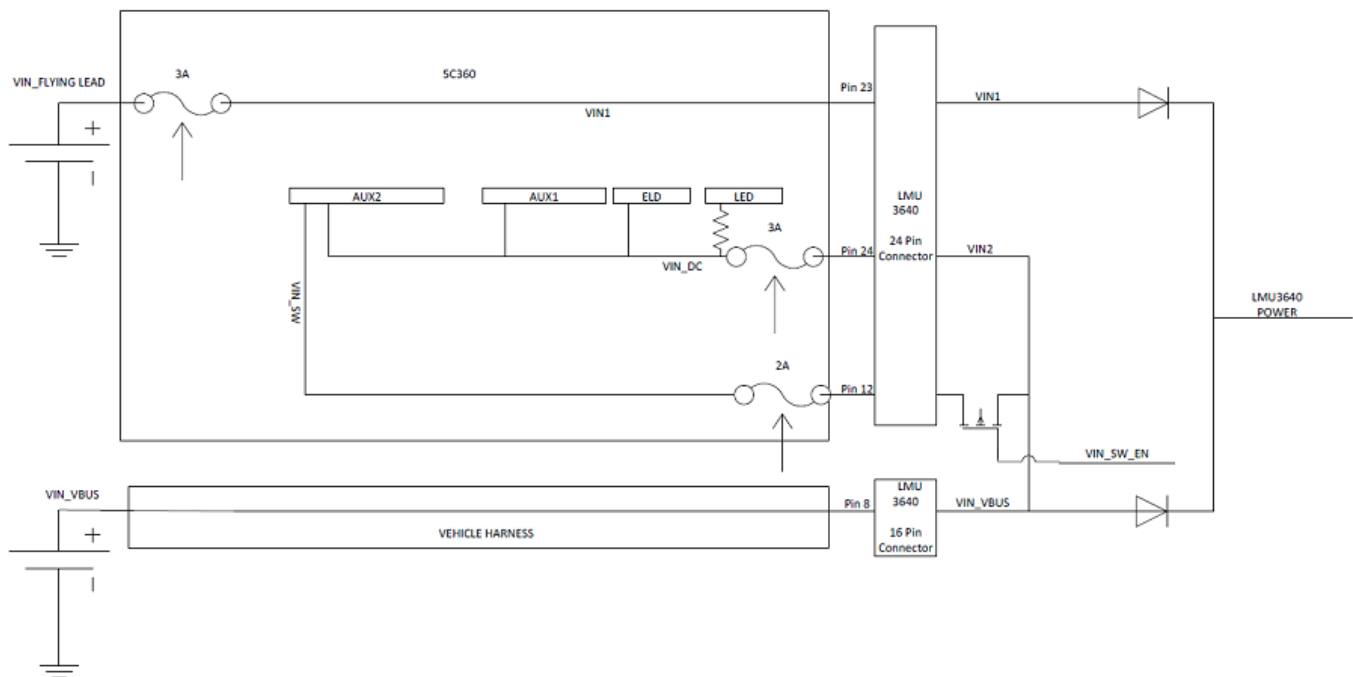 VIN_FLYING LEAD
3A
SC360
Pin 23
VIN1
VIN1
AUX2
AUX1
ELD
LED
LMU
3640
24 Pin
Connector
3A
Pin 24
VIN2
VIN_DC
VIN_SW
LMU3640
POWER
2A
Pin 12
VIN_SW_EN
VIN_VBUS
VEHICLE HARNESS
Pin 8
LMU
3640
16 Pin
Connector
VIN_VBUS